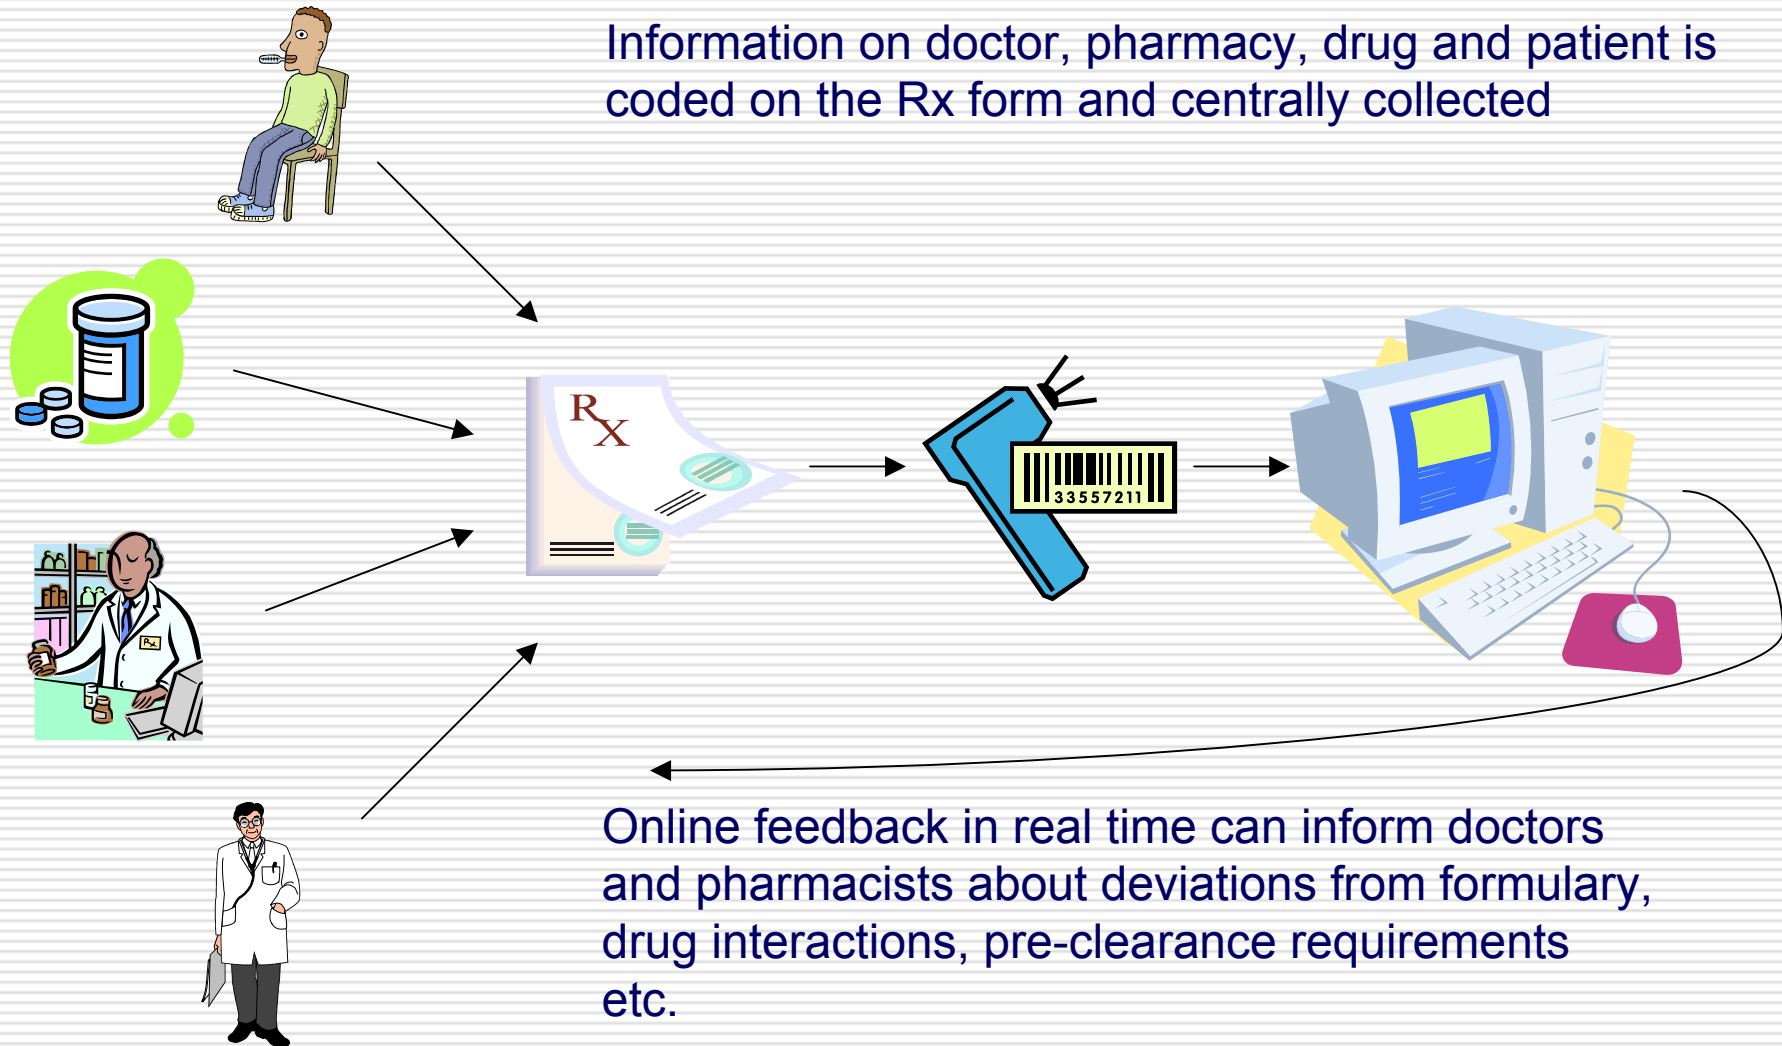 Information on doctor, pharmacy, drug and patient is
coded on the Rx form and centrally collected
Rx
33557211
Rx
Online feedback in real time can inform doctors
and pharmacists about deviations from formulary,
drug interactions, pre-clearance requirements
etc.